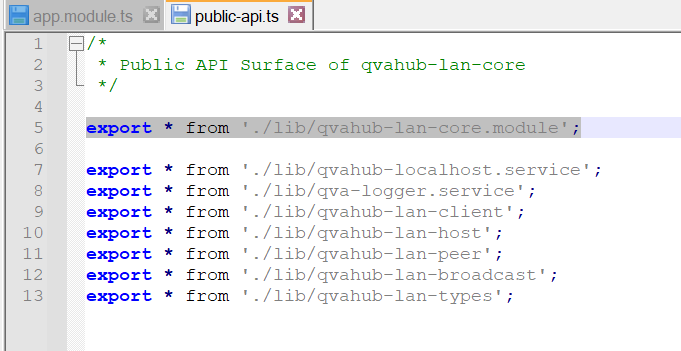 app.module.ts public-api.ts
1 /*
2  * Public API Surface of qvahub-lan-core
3  */
4
5 export * from './lib/qvahub-lan-core.module';
6
7 export * from './lib/qvahub-localhost.service';
8 export * from './lib/qva-logger.service';
9 export * from './lib/qvahub-lan-client';
10 export * from './lib/qvahub-lan-host';
11 export * from './lib/qvahub-lan-peer';
12 export * from './lib/qvahub-lan-broadcast';
13 export * from './lib/qvahub-lan-types';